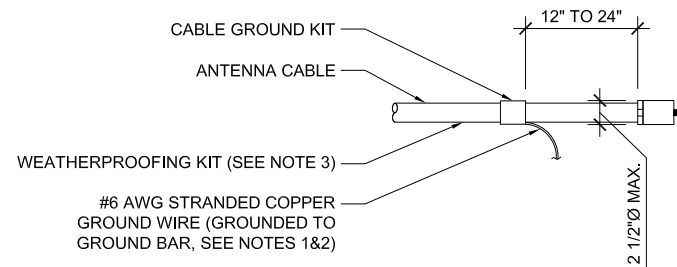 12" TO 24"
CABLE GROUND KIT
ANTENNA CABLE
WEATHERPROOFING KIT (SEE NOTE 3)
#6 AWG STRANDED COPPER
GROUND WIRE (GROUNDED TO
GROUND BAR, SEE NOTES 1&2)
2 1/2"Ø MAX.